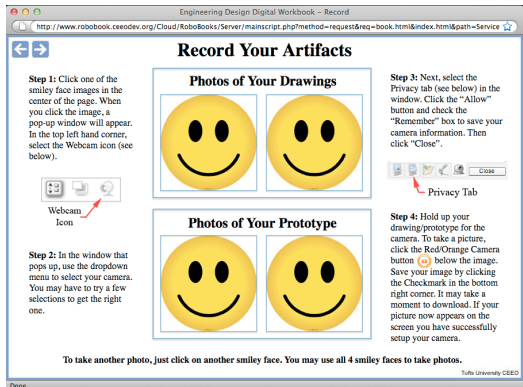 Engineering Design Digital Workbook – Record
http://www.robobook.ceeodev.org/Cloud/RoboBooks/Server/mainscript.php?method=request&req=book.html&index.html&path=Service
Record Your Artifacts
Step 1: Click one of the
smiley face images in the
center of the page. When
you click the image, a
pop-up window will appear.
In the top left hand corner,
select the Webcam icon (see
below).
Webcam
Icon
Step 2: In the window that
pops up, use the dropdown
menu to select your camera.
You may have to try a few
selections to get the right
one.
Photos of Your Drawings
Photos of Your Prototype
Step 3: Next, select the
Privacy tab (see below) in the
window. Click the “Allow”
button and check the
“Remember” box to save your
camera information. Then
click “Close”.
Close
Privacy Tab
Step 4: Hold up your
drawing/prototype for the
camera. To take a picture,
click the Red/Orange Camera
button below the image.
Save your image by clicking
the Checkmark in the bottom
right corner. It may take a
moment to download. If your
picture now appears on the
screen you have successfully
setup your camera.
To take another photo, just click on another smiley face. You may use all 4 smiley faces to take photos.
Tufts University CEEO
Done